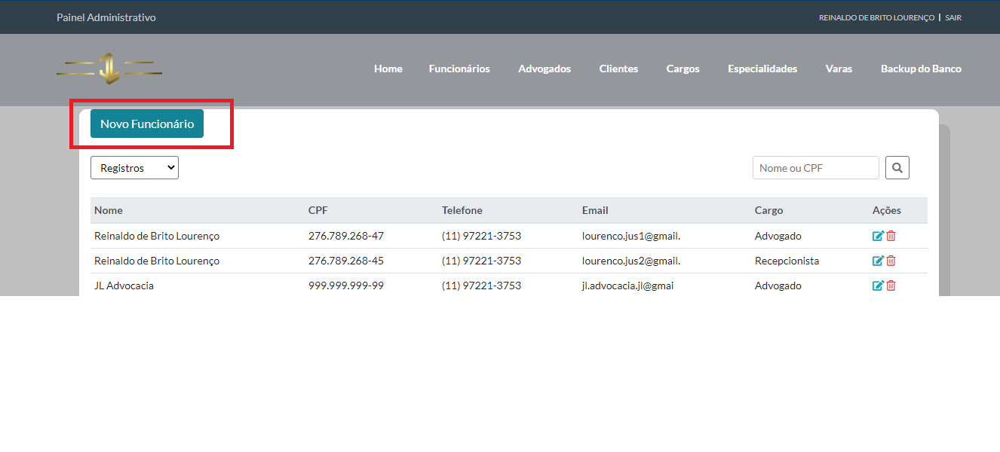 Painel Administrativo
REINALDO DE BRITO LOURENÇO | SAIR
Home Funcionários Advogados Clientes Cargos Especialidades Varas Backup do Banco
Novo Funcionário
Registros Nome ou CPF
Nome CPF Telefone Email Cargo Ações
Reinaldo de Brito Lourenço 276.789.268-47 (11) 97221-3753 lourenco.jus1@gmail. Advogado
Reinaldo de Brito Lourenço 276.789.268-45 (11) 97221-3753 lourenco.jus2@gmail. Recepcionista
JL Advocacia 999.999.999-99 (11) 97221-3753 jl.advocacia.jl@gmai Advogado